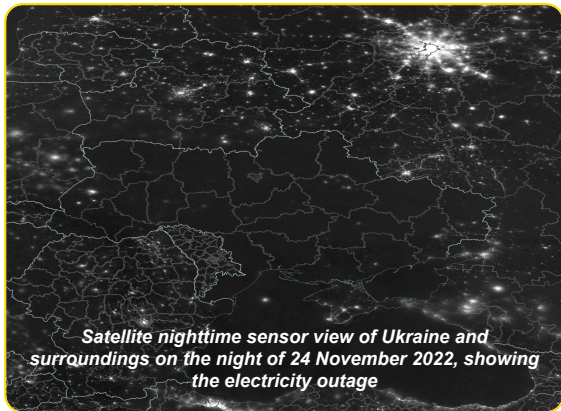 Satellite nighttime sensor view of Ukraine and
surroundings on the night of 24 November 2022, showing
the electricity outage